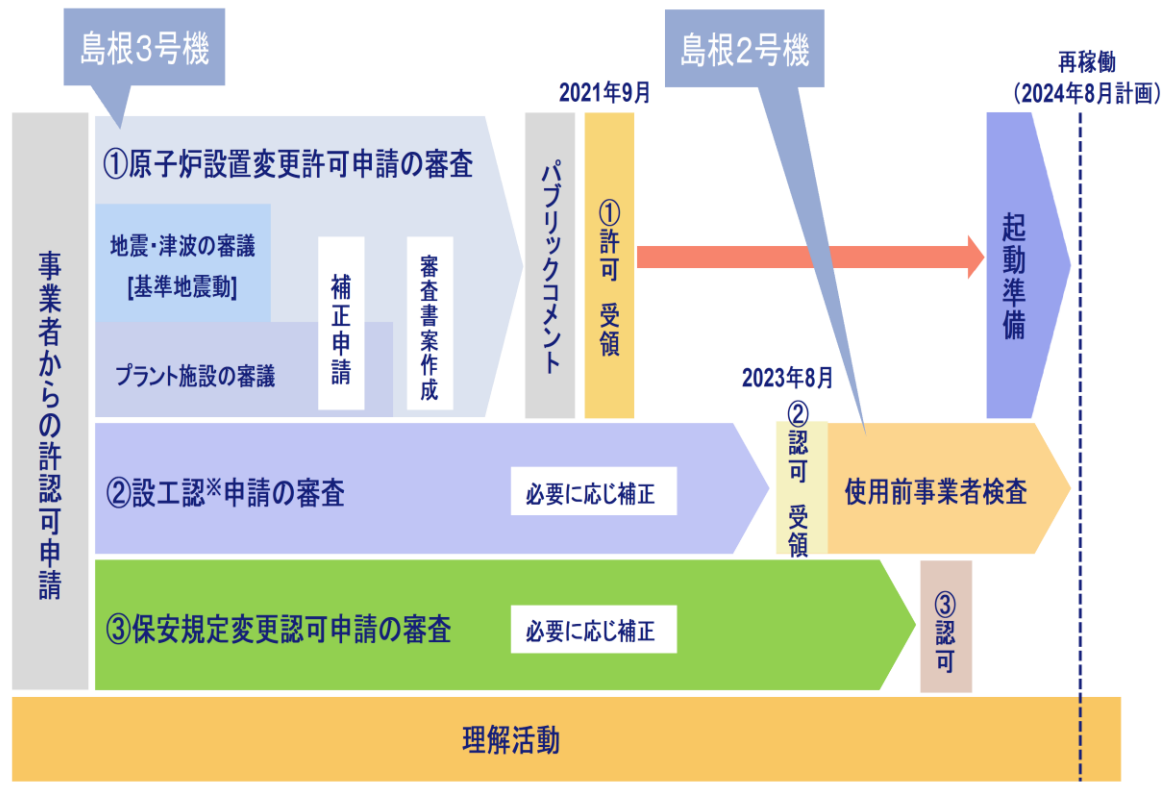 島根3号機
島根2号機
再稼働
(2024年8月計画)
2021年9月
事業者からの許認可申請
①原子炉設置変更許可申請の審査
地震・津波の審議
[基準地震動]
プラント施設の審議
補正申請
審査書案作成
パブリックコメント
①許可 受領
起動準備
2023年8月
②設工認※申請の審査
必要に応じ補正
②認可 受領
使用前事業者検査
③保安規定変更認可申請の審査
必要に応じ補正
③認可
理解活動